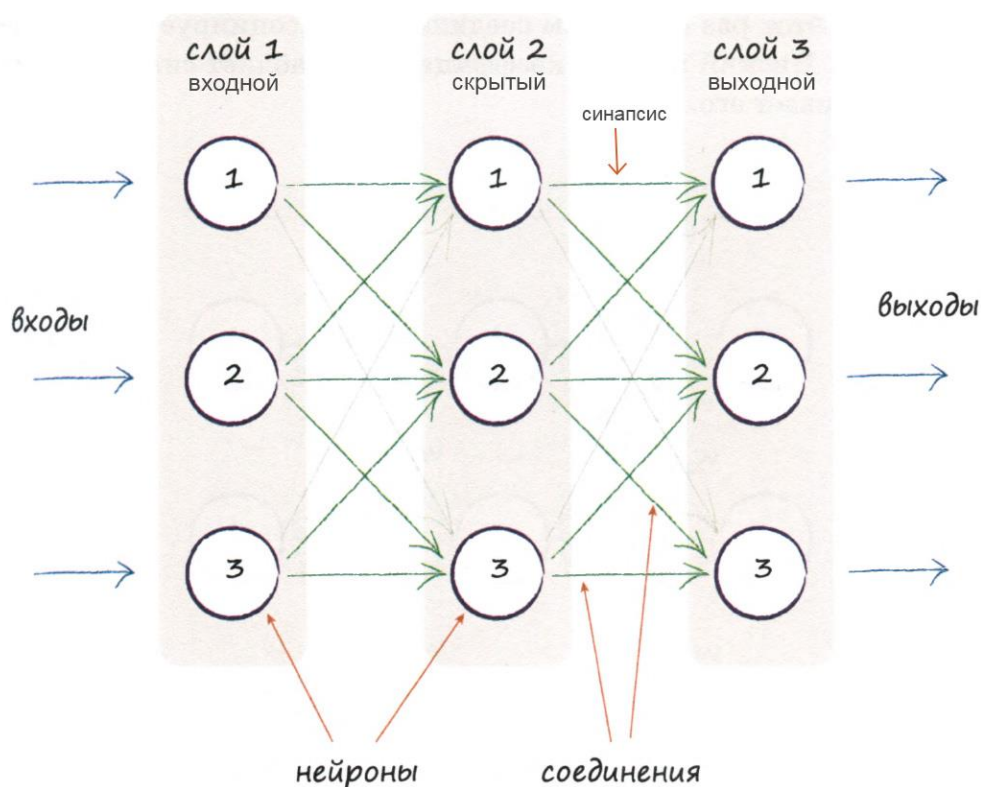 слой 1
входной
слой 2
скрытый
слой 3
выходной
синапсис
1
1
1
входы
выходы
2
2
2
3
3
3
нейроны
соединения